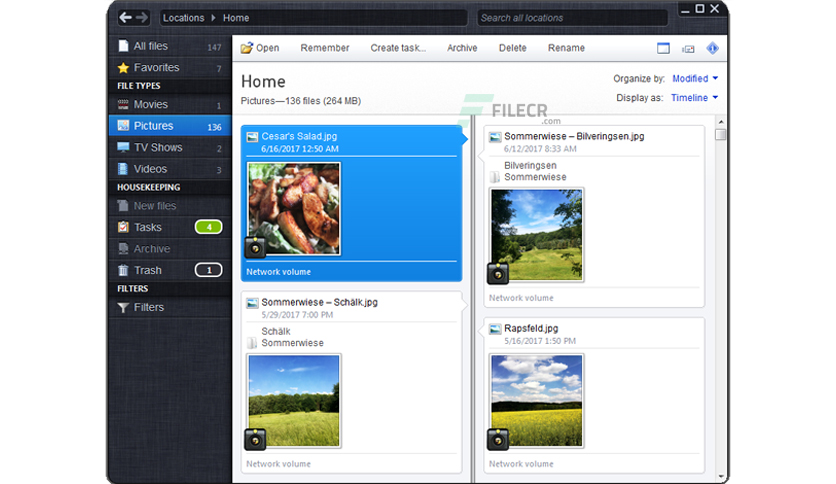 Locations Home
Search all locations
All files 147
Favorites 7
FILE TYPES
Movies 1
Pictures 136
TV Shows 2
Videos 3
HOUSEKEEPING
New files
Tasks 4
Archive
Trash 1
FILTERS
Filters
Open Remember Create task... Archive Delete Rename
Home
Pictures—136 files (264 MB)
Organize by: Modified
Display as: Timeline
FILECR
.com
Cesar's Salad.jpg
6/16/2017 12:50 AM
Network volume
Sommerwiese – Schälk.jpg
5/29/2017 7:00 PM
Schälk
Sommerwiese
Network volume
Sommerwiese – Bilveringsen.jpg
6/12/2017 8:33 AM
Bilveringsen
Sommerwiese
Network volume
Rapsfeld.jpg
5/16/2017 1:50 PM
Network volume